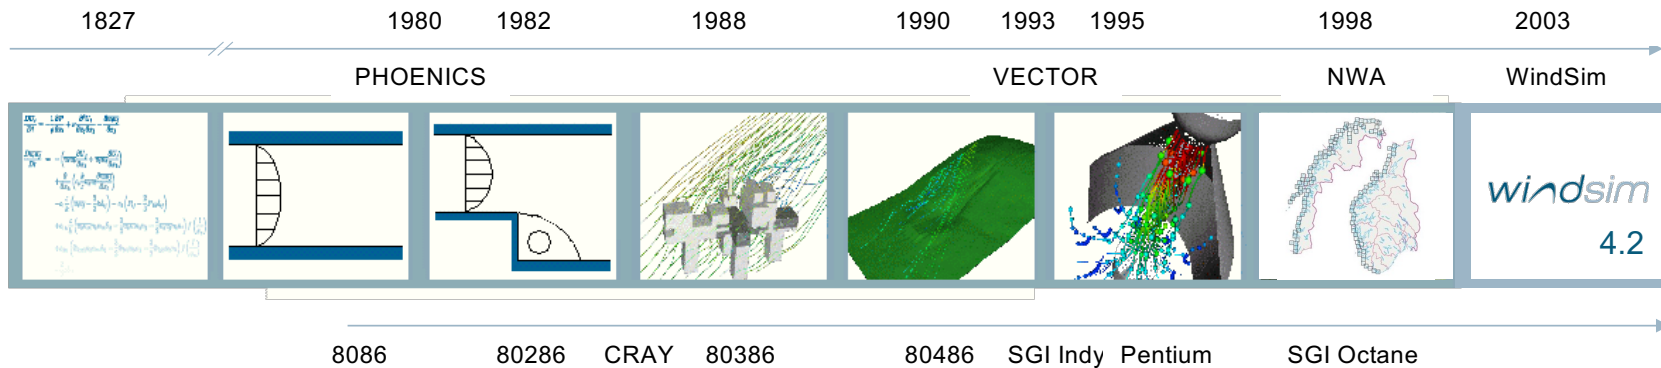 1827 1980 1982 1988 1990 1993 1995 1998 2003
PHOENICS VECTOR NWA WindSim
windsim
4.2
8086 80286 CRAY 80386 80486 SGI Indy Pentium SGI Octane